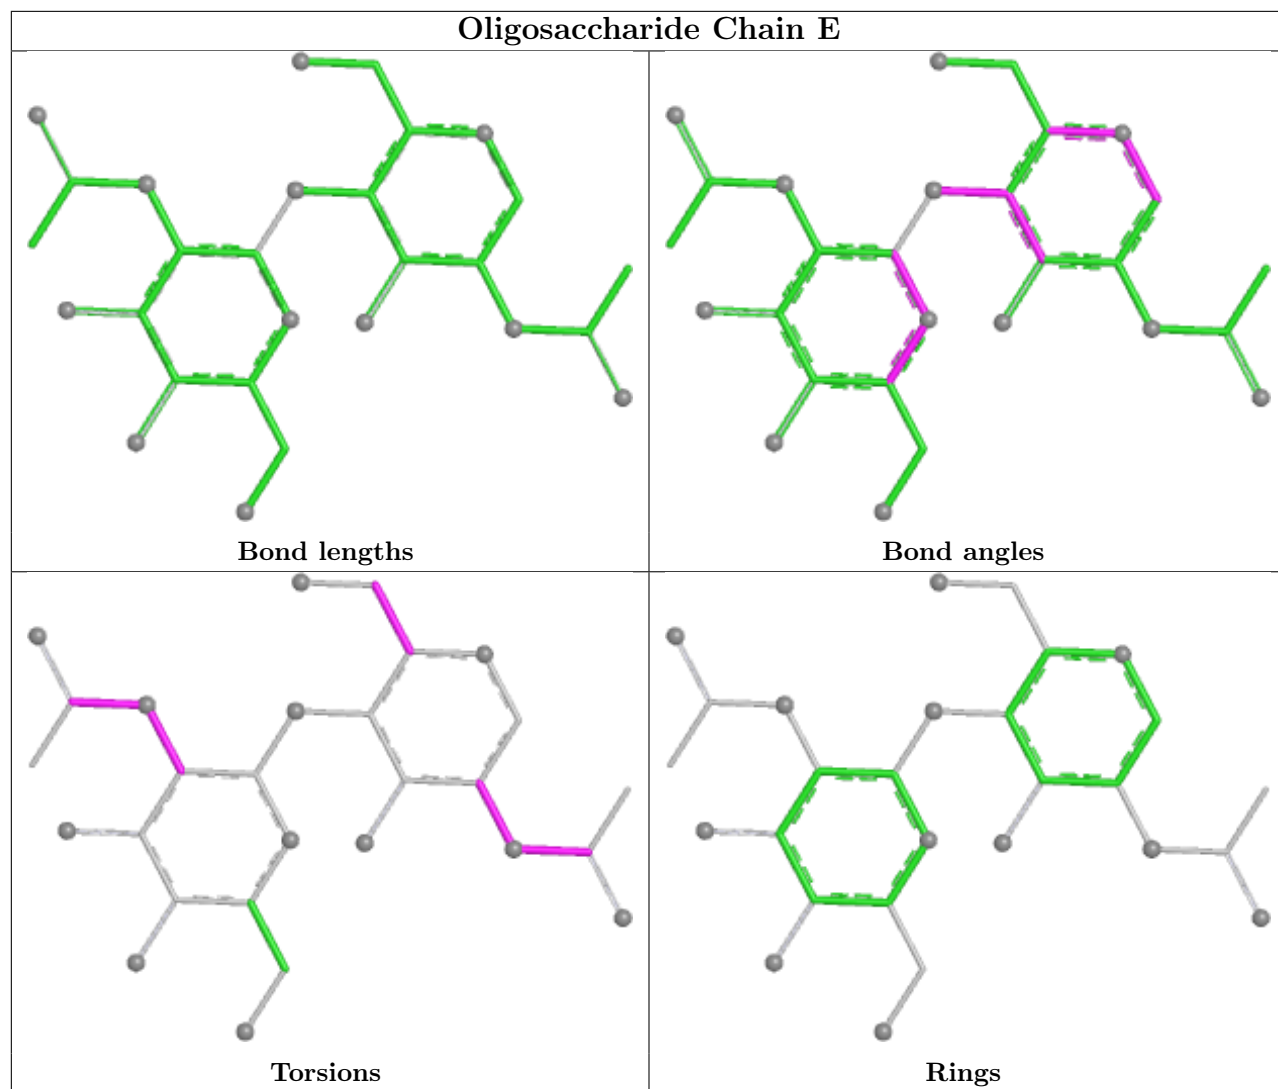 Oligosaccharide Chain E
Bond lengths
Bond angles
Torsions
Rings